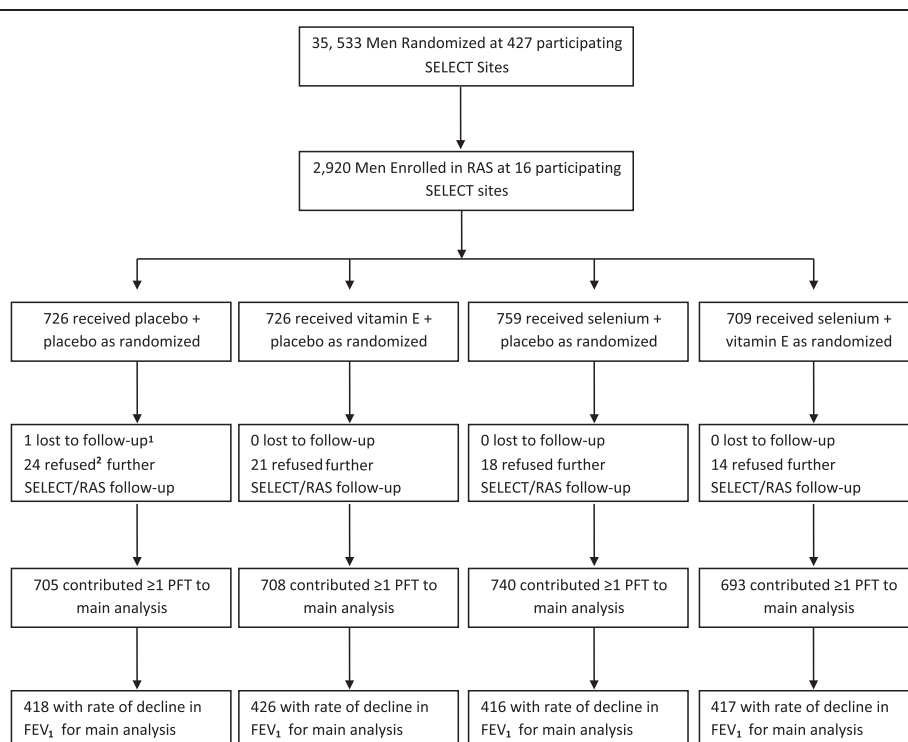 35, 533 Men Randomized at 427 participating
SELECT Sites
2,920 Men Enrolled in RAS at 16 participating
SELECT sites
726 received placebo +
placebo as randomized
726 received vitamin E +
placebo as randomized
759 received selenium +
placebo as randomized
709 received selenium +
vitamin E as randomized
1 lost to follow-up¹
24 refused² further
SELECT/RAS follow-up
0 lost to follow-up
21 refused further
SELECT/RAS follow-up
0 lost to follow-up
18 refused further
SELECT/RAS follow-up
0 lost to follow-up
14 refused further
SELECT/RAS follow-up
705 contributed ≥1 PFT to
main analysis
708 contributed ≥1 PFT to
main analysis
740 contributed ≥1 PFT to
main analysis
693 contributed ≥1 PFT to
main analysis
418 with rate of decline in
FEV₁ for main analysis
426 with rate of decline in
FEV₁ for main analysis
416 with rate of decline in
FEV₁ for main analysis
417 with rate of decline in
FEV₁ for main analysis